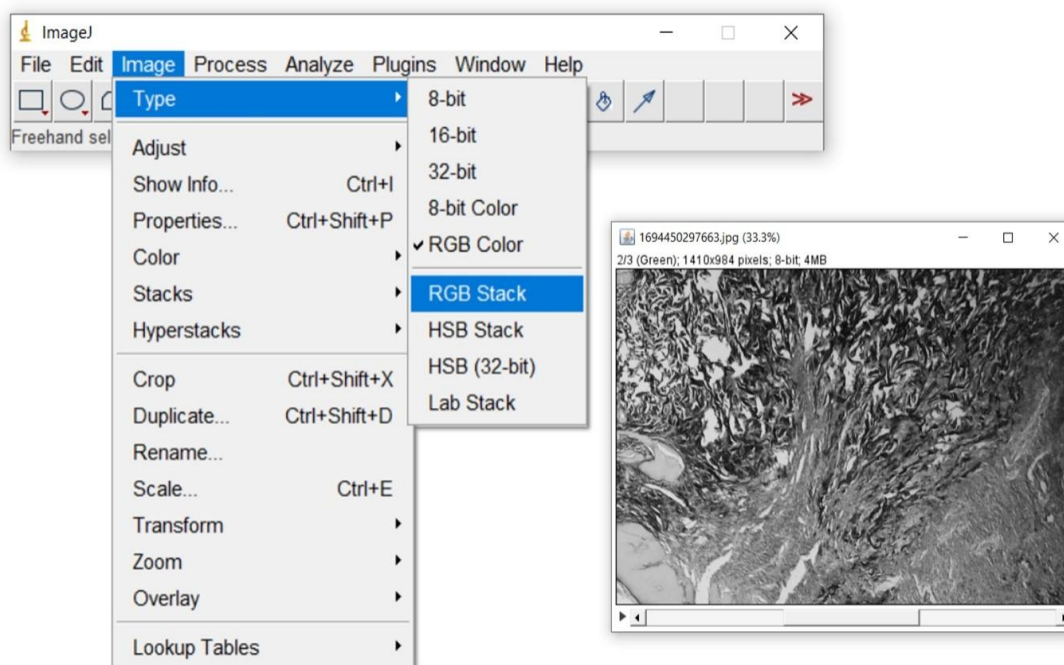 ImageJ
File Edit Image Process Analyze Plugins Window Help
Freehand sel
Type
Adjust
Show Info... Ctrl+I
Properties... Ctrl+Shift+P
Color
Stacks
Hyperstacks
Crop Ctrl+Shift+X
Duplicate... Ctrl+Shift+D
Rename...
Scale... Ctrl+E
Transform
Zoom
Overlay
Lookup Tables
8-bit
16-bit
32-bit
8-bit Color
RGB Color
RGB Stack
HSB Stack
HSB (32-bit)
Lab Stack
1694450297663.jpg (33.3%)
2/3 (Green); 1410x984 pixels; 8-bit; 4MB